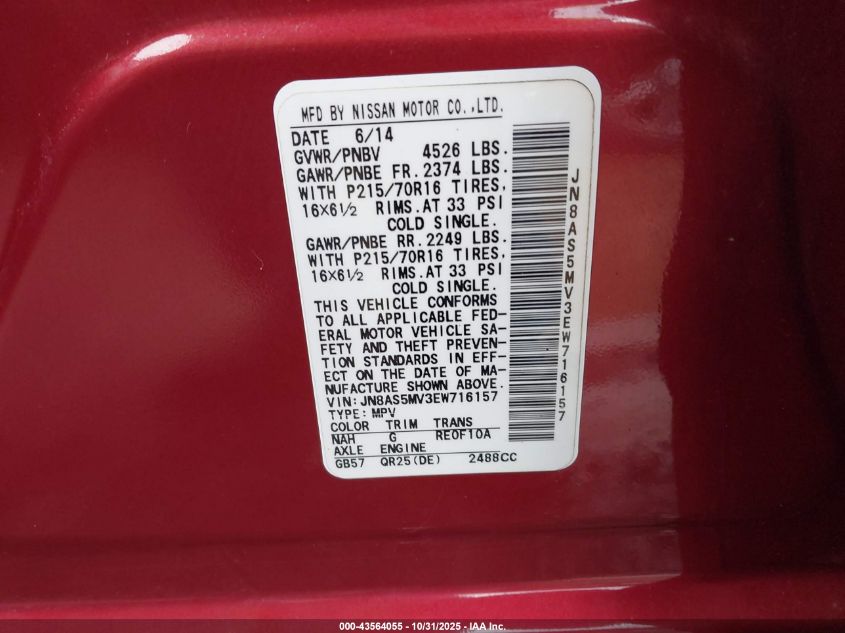 MFD BY NISSAN MOTOR CO.,LTD.
DATE 6/14
GVWR/PNBV 4526 LBS.
GAWR/PNBE FR. 2374 LBS.
WITH P215/70R16 TIRES,
16X6½ RIMS.AT 33 PSI
COLD SINGLE.
GAWR/PNBE RR. 2249 LBS.
WITH P215/70R16 TIRES,
16X6½ RIMS.AT 33 PSI
COLD SINGLE.
THIS VEHICLE CONFORMS
TO ALL APPLICABLE FED-
ERAL MOTOR VEHICLE SA-
FETY AND THEFT PREVEN-
TION STANDARDS IN EFF-
ECT ON THE DATE OF MA-
NUFACTURE SHOWN ABOVE.
VIN:JN8AS5MV3EW716157
TYPE: MPV
COLOR TRIM TRANS
NAH G RE0F10A
AXLE ENGINE
GB57 QR25(DE) 2488CC
JN8AS5MV3EW716157
000-43564055 - 10/31/2025 - IAA Inc.